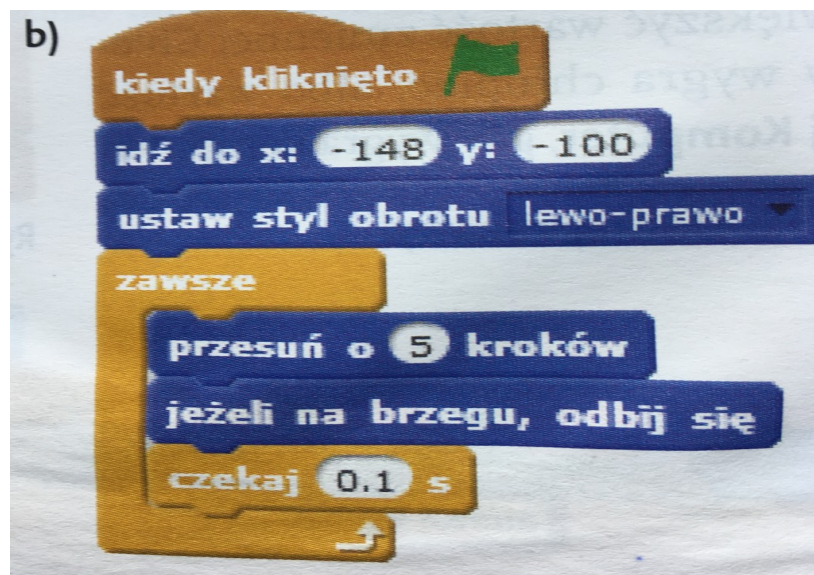 b)
kiedy kliknięto
idź do x: -148 y: -100
ustaw styl obrotu lewo-prawo
zawsze
przesuń o 5 kroków
jeżeli na brzegu, odbij się
czekaj 0.1 s